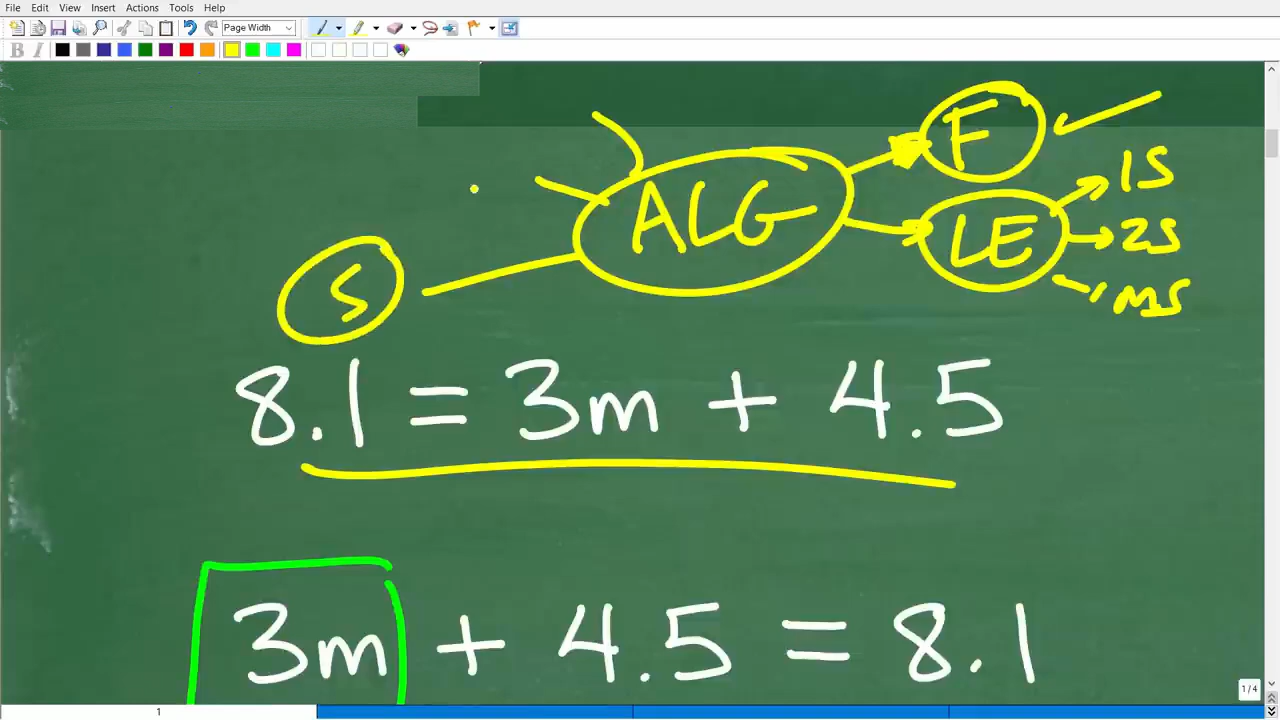 File Edit View Insert Actions Tools Help
Page Width
B I
F
ALG
1S
LE
2S
S
MS
8.1 = 3m + 4.5
3m + 4.5 = 8.1
1/4
1